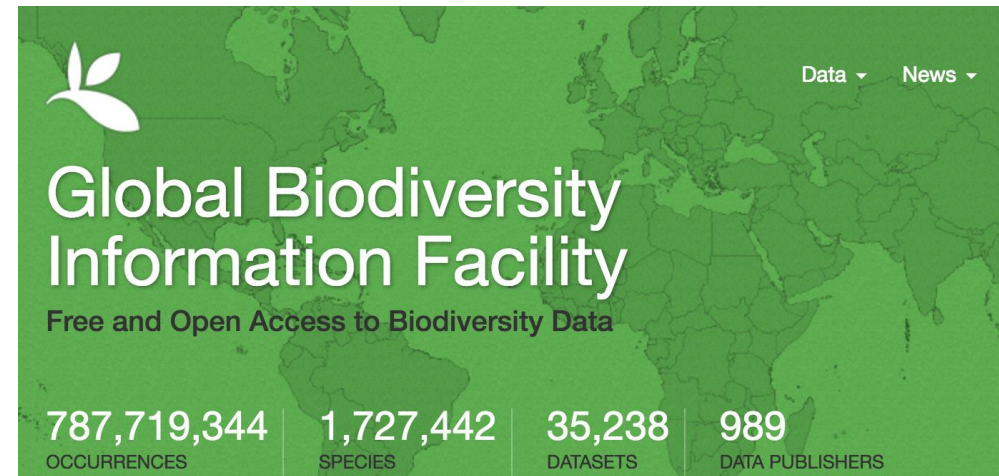 Data
News
Global Biodiversity
Information Facility
Free and Open Access to Biodiversity Data
787,719,344
1,727,442
35,238
989
OCCURRENCES
SPECIES
DATASETS
DATA PUBLISHERS